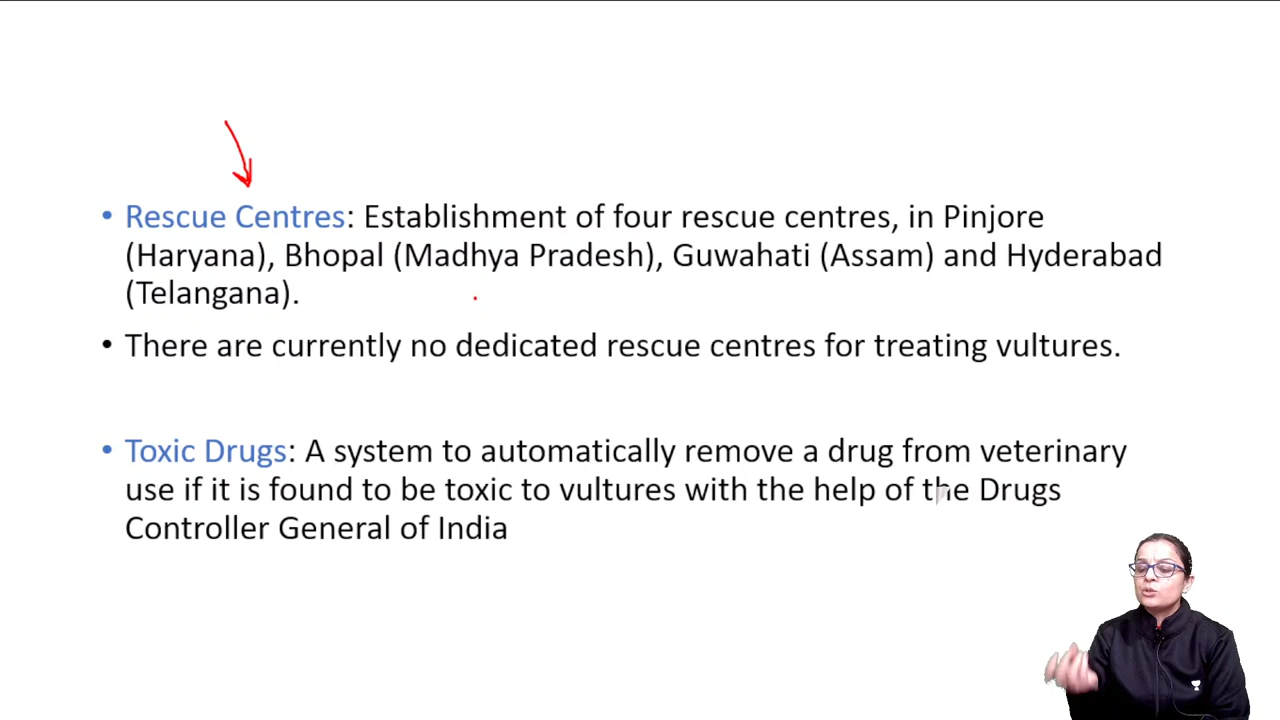 • Rescue Centres: Establishment of four rescue centres, in Pinjore
(Haryana), Bhopal (Madhya Pradesh), Guwahati (Assam) and Hyderabad
(Telangana).
• There are currently no dedicated rescue centres for treating vultures.
• Toxic Drugs: A system to automatically remove a drug from veterinary
use if it is found to be toxic to vultures with the help of the Drugs
Controller General of India